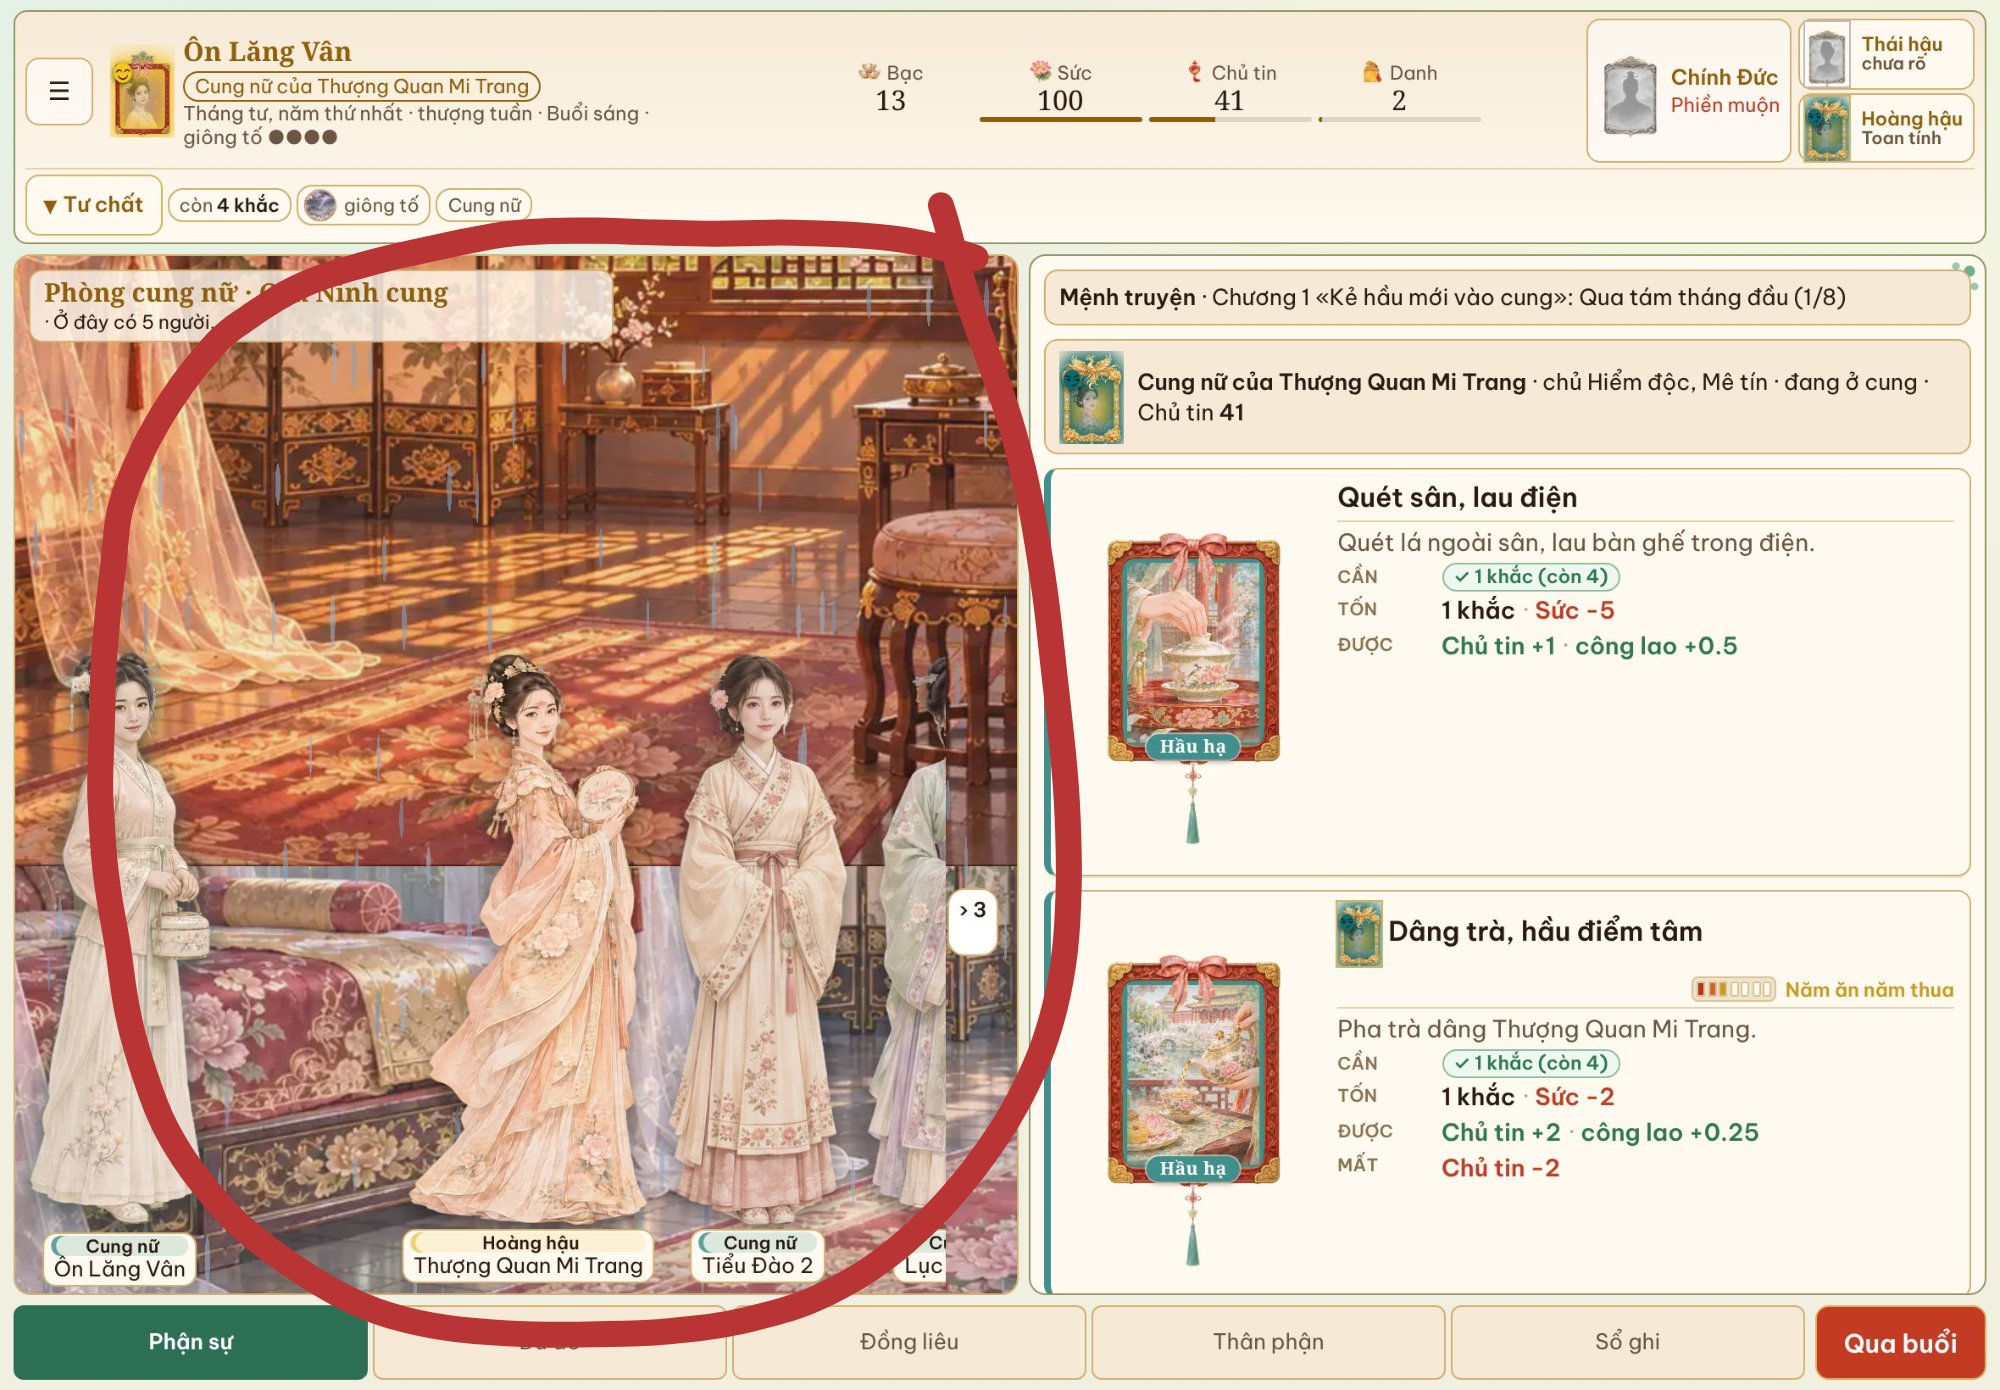 ☰
Ôn Lăng Vân
Cung nữ của Thượng Quan Mi Trang
Tháng tư, năm thứ nhất · thượng tuần · Buổi sáng ·
giông tố ●●●●
Bạc
13
Sức
100
Chủ tin
41
Danh
2
Chính Đức
Phiền muộn
Thái hậu
chưa rõ
Hoàng hậu
Toan tính
▼ Tư chất
còn 4 khắc
giông tố
Cung nữ
Phòng cung nữ · Ninh cung
· Ở đây có 5 người.
› 3
Cung nữ
Ôn Lăng Vân
Hoàng hậu
Thượng Quan Mi Trang
Cung nữ
Tiểu Đào 2
Lục
Mệnh truyện · Chương 1 «Kẻ hầu mới vào cung»: Qua tám tháng đầu (1/8)
Cung nữ của Thượng Quan Mi Trang · chủ Hiểm độc, Mê tín · đang ở cung ·
Chủ tin 41
Hầu hạ
Quét sân, lau điện
Quét lá ngoài sân, lau bàn ghế trong điện.
CẦN ✓ 1 khắc (còn 4)
TỐN 1 khắc · Sức -5
ĐƯỢC Chủ tin +1 · công lao +0.5
Hầu hạ
Dâng trà, hầu điểm tâm
Năm ăn năm thua
Pha trà dâng Thượng Quan Mi Trang.
CẦN ✓ 1 khắc (còn 4)
TỐN 1 khắc · Sức -2
ĐƯỢC Chủ tin +2 · công lao +0.25
MẤT Chủ tin -2
Phận sự
Đồng liêu
Thân phận
Sổ ghi
Qua buổi